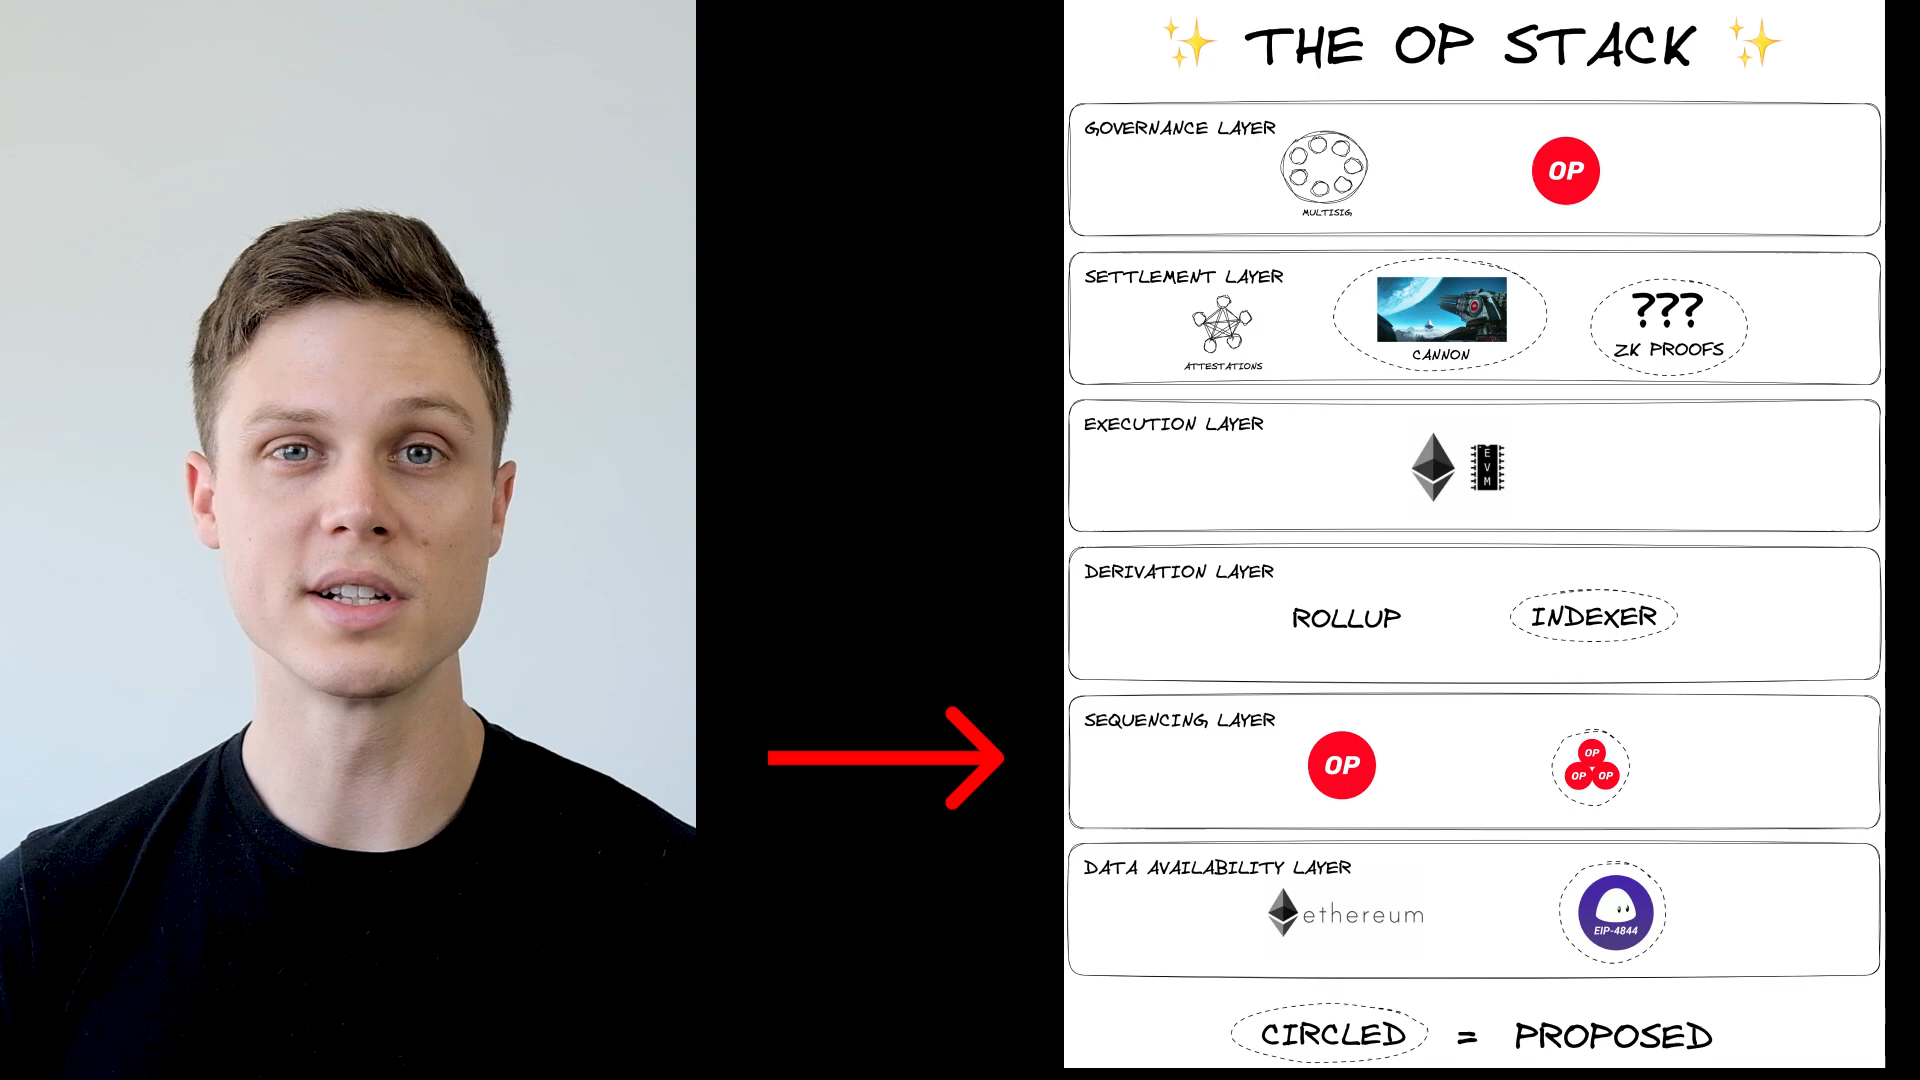 THE OP STACK
GOVERNANCE LAYER
MULTISIG
OP
SETTLEMENT LAYER
ATTESTATIONS
CANNON
???
ZK PROOFS
EXECUTION LAYER
E
V
M
DERIVATION LAYER
ROLLUP
INDEXER
SEQUENCING LAYER
OP
OP
OP OP
DATA AVAILABILITY LAYER
ethereum
EIP-4844
CIRCLED = PROPOSED